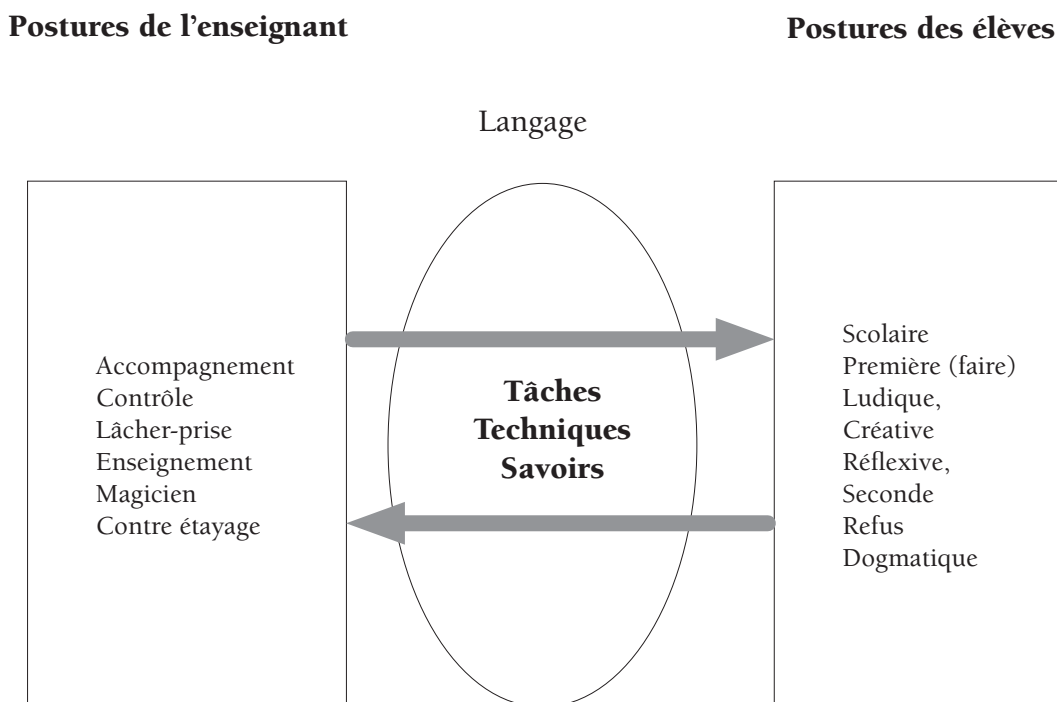 Postures de l'enseignant
Postures des élèves
Langage
Accompagnement
Contrôle
Lâcher-prise
Enseignement
Magicien
Contre étayage
Tâches
Techniques
Savoirs
Scolaire
Première (faire)
Ludique,
Créative
Réflexive,
Seconde
Refus
Dogmatique